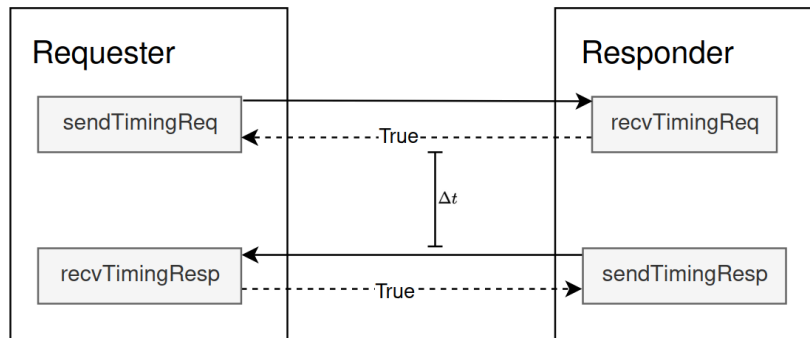 Requester
Responder
sendTimingReq
recvTimingReq
True
Δt
recvTimingResp
sendTimingResp
True